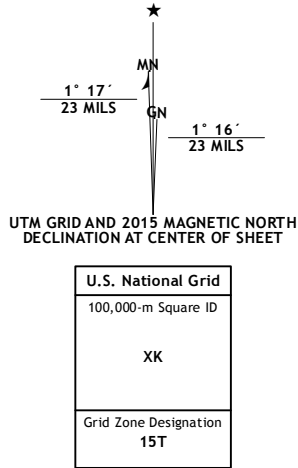 MN
1° 17´
23 MILS
GN
1° 16´
23 MILS
UTM GRID AND 2015 MAGNETIC NORTH
DECLINATION AT CENTER OF SHEET
U.S. National Grid
100,000-m Square ID
XK
Grid Zone Designation
15T